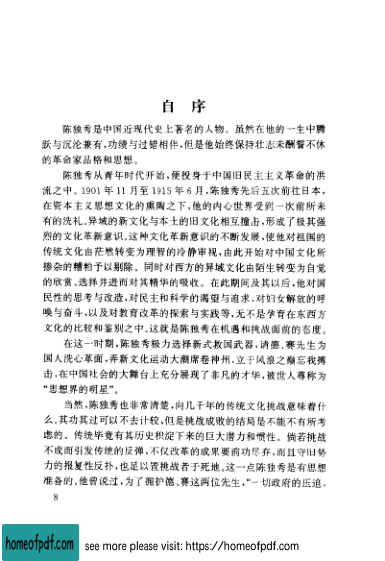 自 序
陈独秀是中国近现代史上著名的人物。虽然在他的一生中腾
跃与沉沦兼有,功绩与过错相伴,但是他始终保持壮志未酬誓不休
的革命家品格和思想。
陈独秀从青年时代开始,便投身于中国旧民主主义革命的洪
流之中。1901年11月至1915年6月,陈独秀先后五次前往日本,
在资本主义思想文化的熏陶之下,他的内心世界受到一次前所未
有的洗礼。异域的新文化与本土的旧文化相互撞击,形成了极其强
烈的文化革新意识。这种文化革新意识的不断发展,使他对祖国的
传统文化由茫然转变为理智的冷静审视,由此开始对中国文化所
掺杂的糟粕予以剔除。同时对西方的异域文化由陌生转变为自觉
的欣赏、选择并进而对其精华的吸收。在此期间及其以后,他对国
民性的思考与改造,对民主和科学的渴望与追求,对妇女解放的呼
唤与奋斗,以及对教育改革的探索与实践等,无不是孕育在东西方
文化的比较和鉴别之中。这就是陈独秀在机遇和挑战面前的态度。
在这一时期,陈独秀极力选择新式救国武器,请德、赛先生为
国人洗心革面,弄新文化运动大潮席卷神州,立于风浪之巅忘我搏
击,在中国社会的大舞台上充分展现了非凡的才华,被世人尊称为
“思想界的明星”。
当然,陈独秀也非常清楚,向几千年的传统文化挑战意味着什
么。其功其过可以不去计较,但是挑战成败的结局是不能不有所考
虑的。传统毕竟有其历史积淀下来的巨大潜力和惯性。倘若挑战
不成而引发传统的反弹,不仅改革的成果要前功尽弃,而且守旧势
力的报复性反扑,也足以置挑战者于死地。这一点陈独秀是有思想
准备的。他曾说过,为了拥护德、赛这两位先生,“一切政府的压迫,
8
homeofpdf.com
see more please visit: https://homeofpdf.com